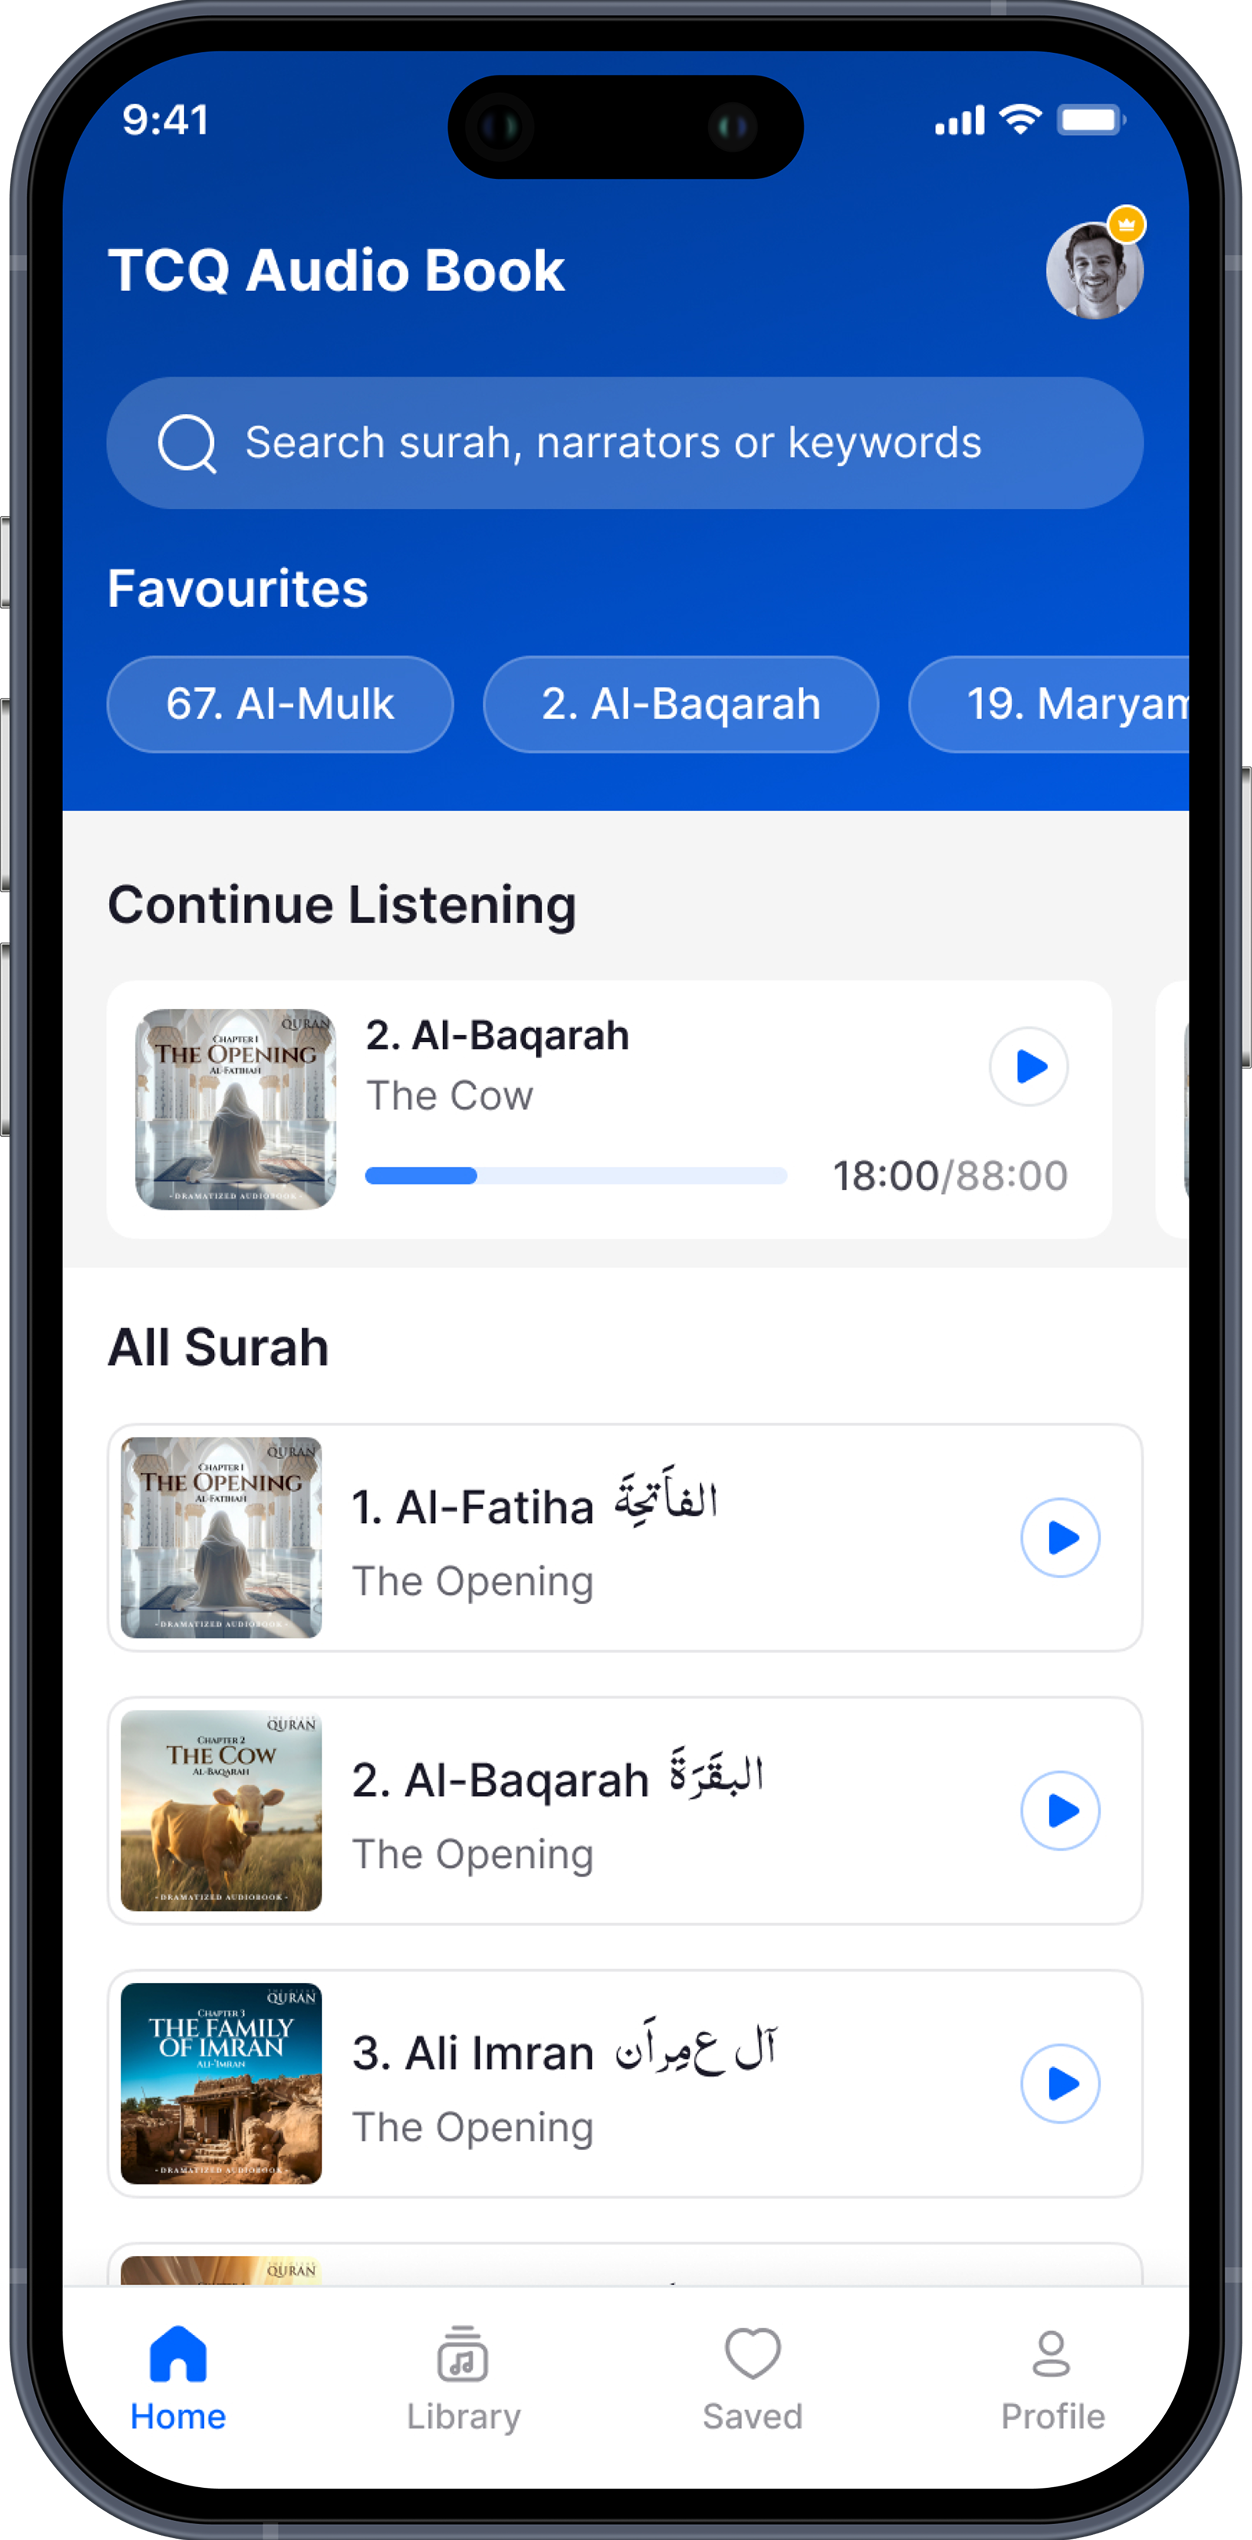 9:41
TCQ Audio Book
Search surah, narrators or keywords
Favourites
67. Al-Mulk
2. Al-Baqarah
19. Maryam
Continue Listening
QURAN
CHAPTER 1
THE OPENING
AL-FATIHAH
- DRAMATIZED AUDIOBOOK -
2. Al-Baqarah
The Cow
18:00/88:00
All Surah
QURAN
CHAPTER 1
THE OPENING
AL-FATIHAH
- DRAMATIZED AUDIOBOOK -
1. Al-Fatiha الفَاتِحَة
The Opening
QURAN
CHAPTER 2
THE COW
AL-BAQARAH
- DRAMATIZED AUDIOBOOK -
2. Al-Baqarah البَقَرَة
The Opening
QURAN
CHAPTER 3
THE FAMILY
OF IMRAN
ALI-'IMRAN
- DRAMATIZED AUDIOBOOK -
3. Ali Imran آل عِمرَان
The Opening
QURAN
Home
Library
Saved
Profile